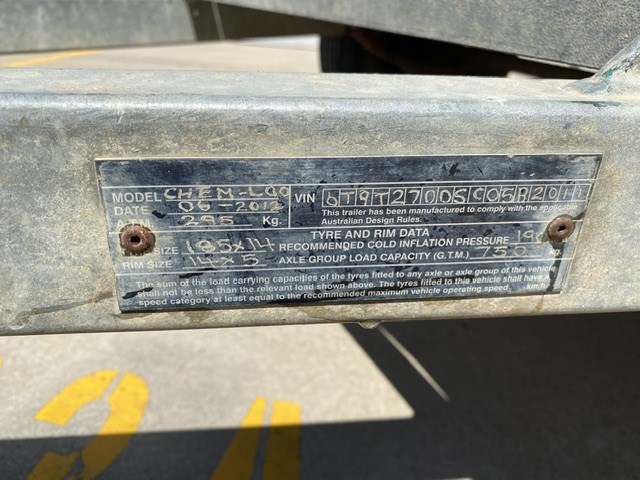 MODEL CHEM-LOO
DATE 06-2012
295 Kg.
VIN
This trailer has been manufactured to comply with the applicable
Australian Design Rules.
TYRE AND RIM DATA
SIZE 185x14 RECOMMENDED COLD INFLATION PRESSURE
RIM SIZE 14x5 AXLE GROUP LOAD CAPACITY (G.T.M.) 750 kg
The sum of the load carrying capacities of the tyres fitted to any axle or axle group of this vehicle
shall not be less than the relevant load shown above. The tyres fitted to this vehicle shall have a
speed category at least equal to the recommended maximum vehicle operating speed km/h